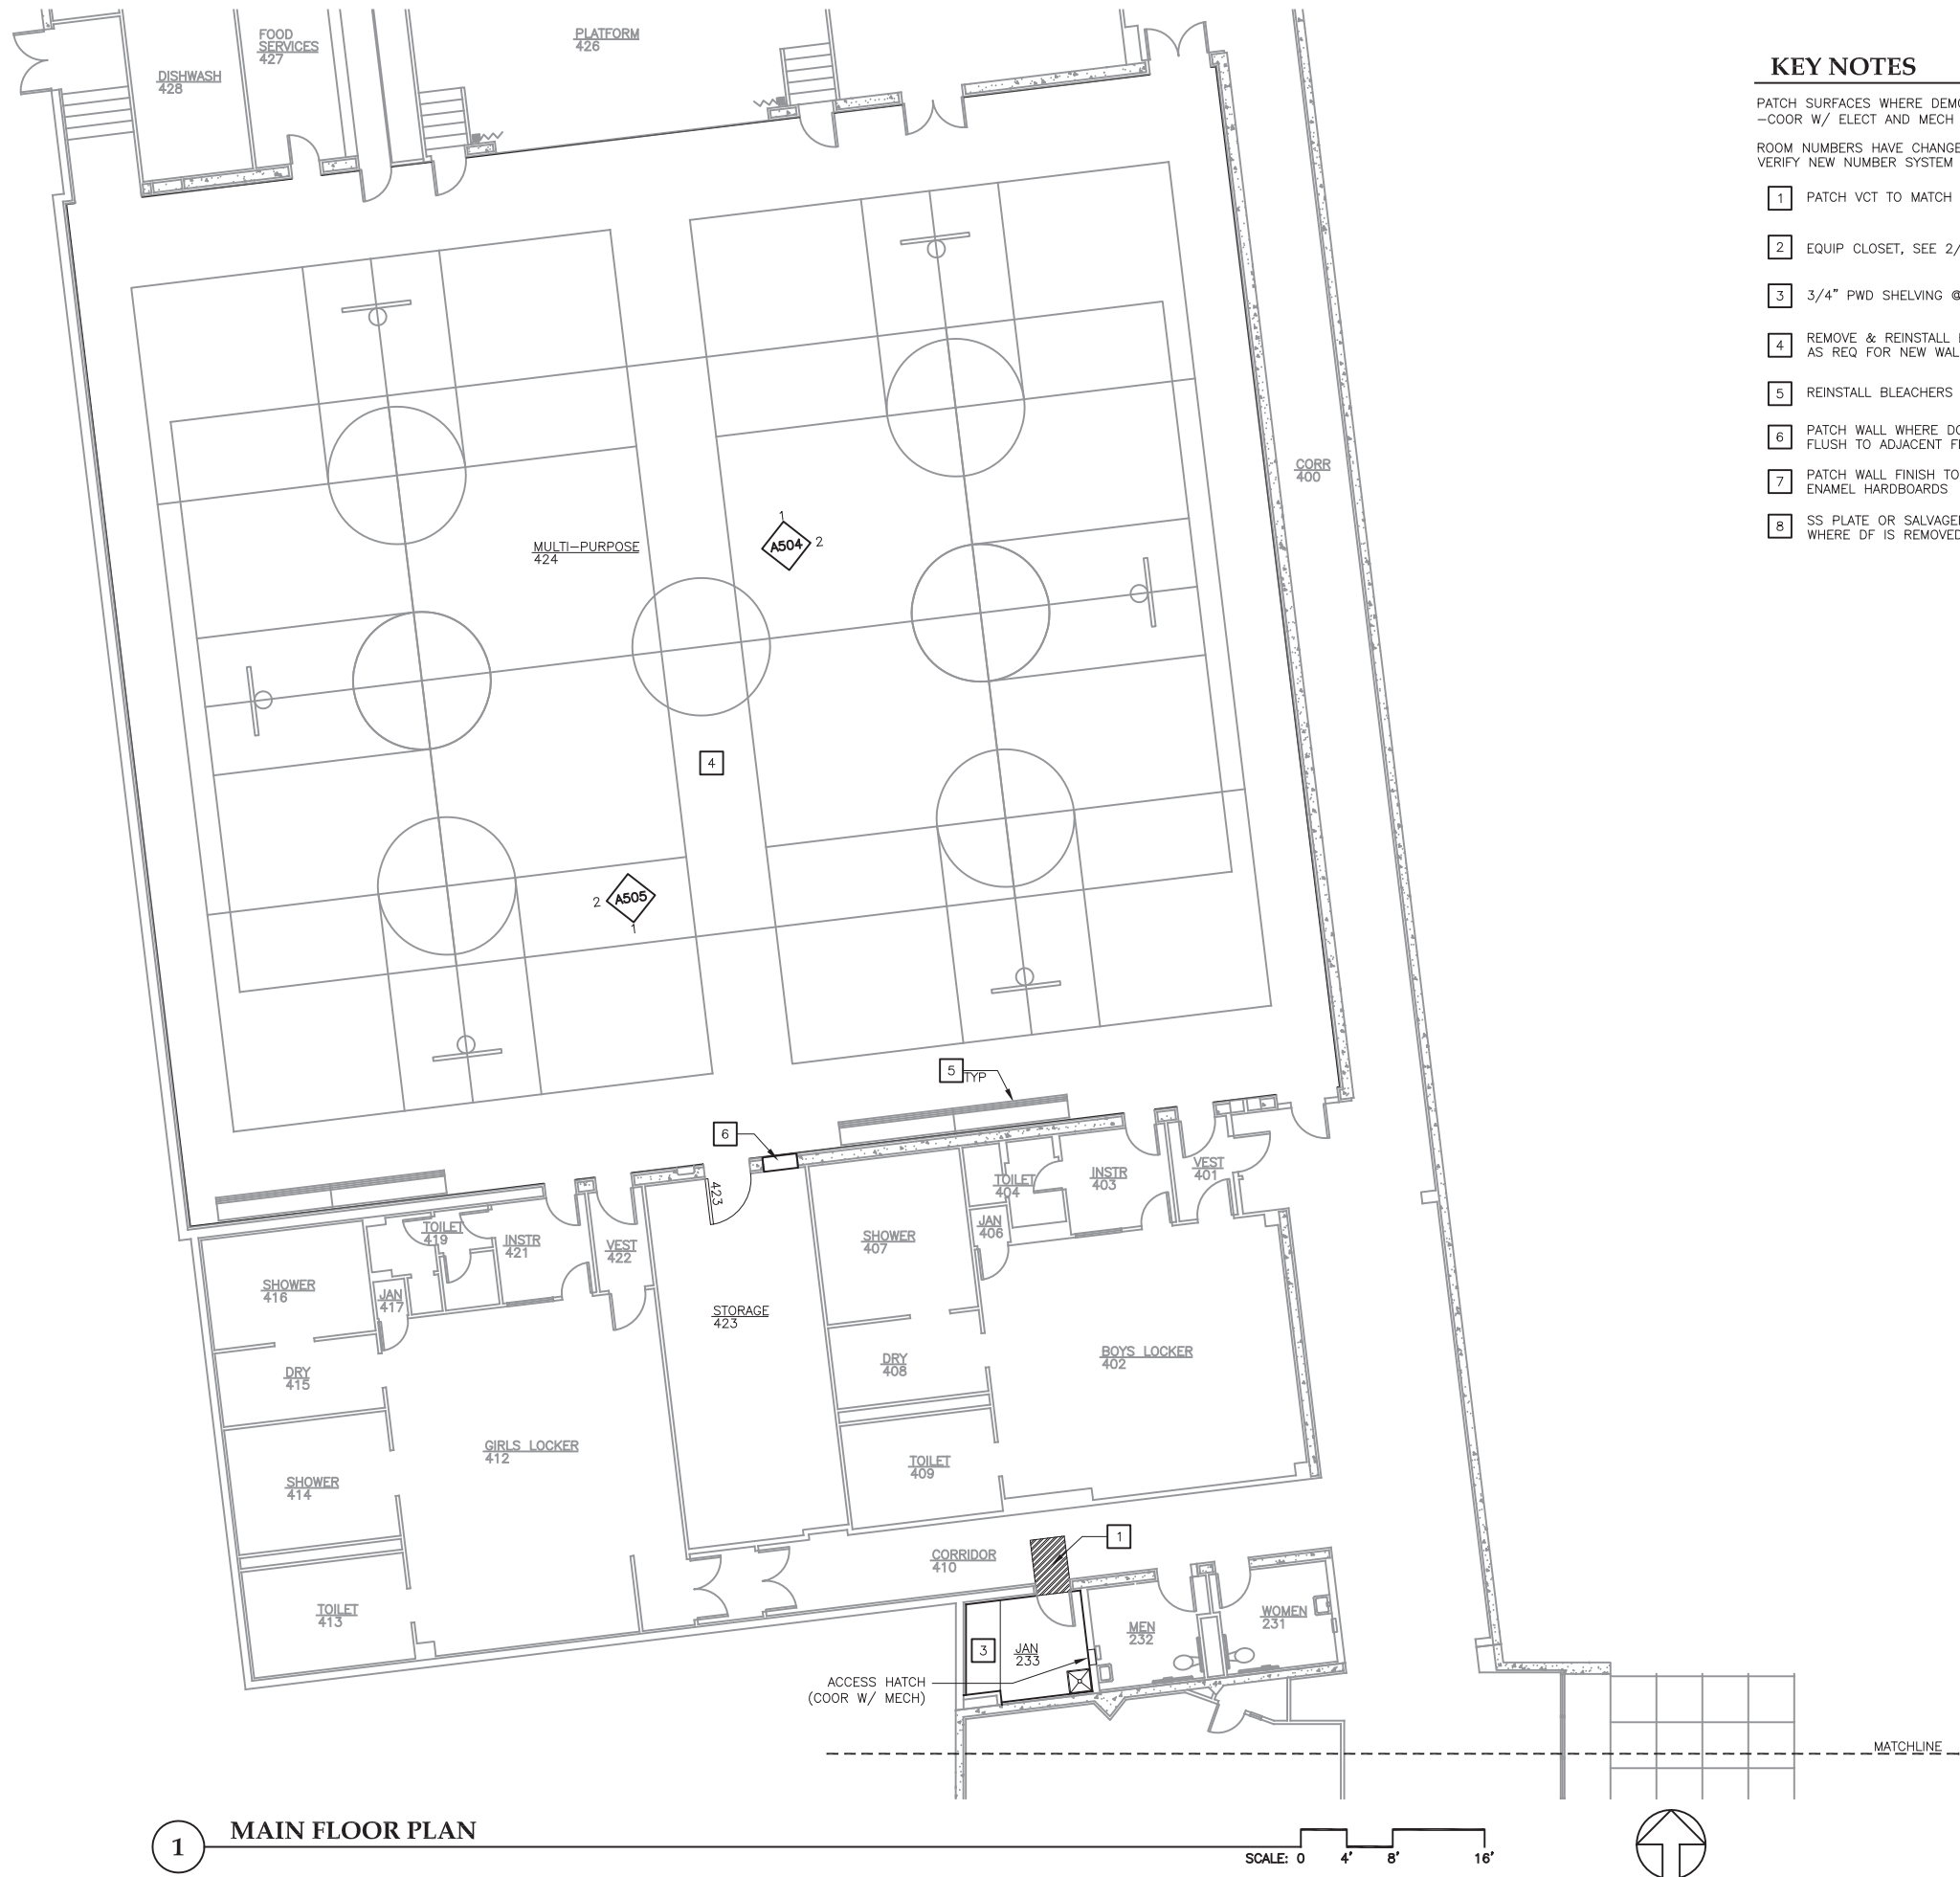 FOOD
SERVICES
427
PLATFORM
426
DISHWASH
428
KEY NOTES
PATCH SURFACES WHERE
-COOR W/ ELECT AND MECH
ROOM NUMBERS HAVE
VERIFY NEW NUMBER SYSTEM
1 PATCH VCT TO MATCH
2 EQUIP CLOSET, SEE 2/
3 3/4" PWD SHELVING @
4 REMOVE & REINSTALL
AS REQ FOR NEW
5 REINSTALL BLEACHERS
6 PATCH WALL WHERE
FLUSH TO ADJACENT
7 PATCH WALL FINISH TO
ENAMEL HARDBOARDS
8 SS PLATE OR
WHERE DF IS
CORR
400
MULTI-PURPOSE
424
1
A504 2
4
2 A505
1
5 TYP
6
423
VEST
401
TOILET
404
INSTR
403
JAN
406
SHOWER
407
TOILET
419
INSTR
421
VEST
422
SHOWER
416
JAN
417
STORAGE
423
DRY
415
DRY
408
BOYS LOCKER
402
GIRLS LOCKER
412
SHOWER
414
TOILET
409
1
CORRIDOR
410
TOILET
413
WOMEN
231
MEN
232
3
JAN
233
ACCESS HATCH
(COOR W/ MECH)
MATCHLINE
1 MAIN FLOOR PLAN
SCALE: 0 4' 8' 16'